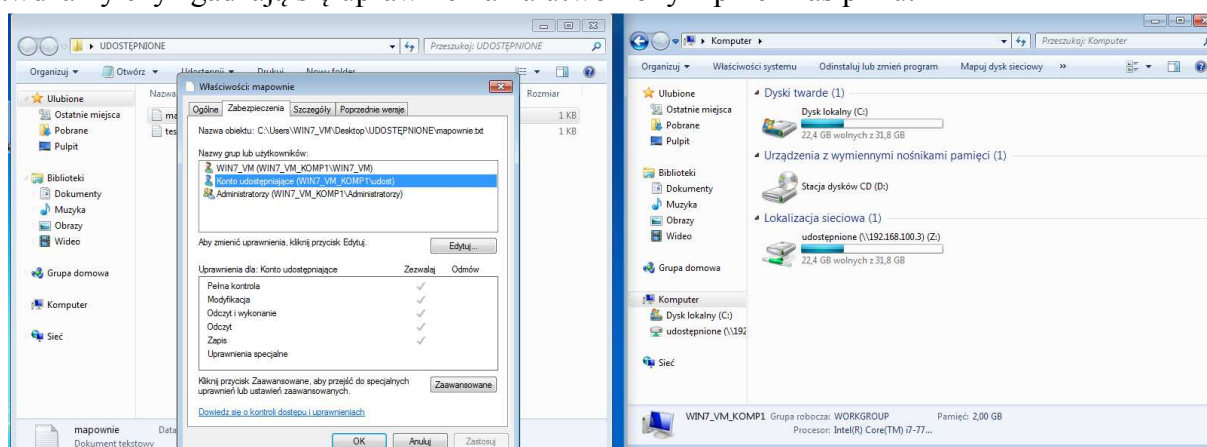 UDOSTĘPNIONE
Przeszukaj: UDOSTĘPNIONE
Organizuj
Otwórz
Udostępnij
Drukuj
Nowy folder
Ulubione
Ostatnie miejsca
Pobrane
Pulpit
Biblioteki
Dokumenty
Muzyka
Obrazy
Wideo
Grupa domowa
Komputer
Sieć
Nazwa
ma
tes
Rozmiar
1 KB
1 KB
Właściwości: mapownie
Ogólne Zabezpieczenia Szczegóły Poprzednie wersje
Nazwa obiektu: C:\Users\WIN7_VM\Desktop\UDOSTĘPNIONE\mapownie.txt
Nazwy grup lub użytkowników:
WIN7_VM (WIN7_VM_KOMP1\WIN7_VM)
Konto udostępniające (WIN7_VM_KOMP1\udost)
Administratorzy (WIN7_VM_KOMP1\Administratorzy)
Aby zmienić uprawnienia, kliknij przycisk Edytuj.
Edytuj...
Uprawnienia dla: Konto udostępniające Zezwalaj Odmów
Pełna kontrola
Modyfikacja
Odczyt i wykonanie
Odczyt
Zapis
Uprawnienia specjalne
Kliknij przycisk Zaawansowane, aby przejść do specjalnych
uprawnień lub ustawień zaawansowanych.
Zaawansowane
Dowiedz się o kontroli dostępu i uprawnieniach
OK Anuluj Zastosuj
mapownie Data
Dokument tekstowy
Komputer
Przeszukaj: Komputer
Organizuj Właściwości systemu Odinstaluj lub zmień program Mapuj dysk sieciowy »
Ulubione
Ostatnie miejsca
Pobrane
Pulpit
Biblioteki
Dokumenty
Muzyka
Obrazy
Wideo
Grupa domowa
Komputer
Dysk lokalny (C:)
udostępnione (\\192
Sieć
Dyski twarde (1)
Dysk lokalny (C:)
22,4 GB wolnych z 31,8 GB
Urządzenia z wymiennymi nośnikami pamięci (1)
Stacja dysków CD (D:)
Lokalizacja sieciowa (1)
udostępnione (\\192.168.100.3) (Z:)
22,4 GB wolnych z 31,8 GB
WIN7_VM_KOMP1 Grupa robocza: WORKGROUP Pamięć: 2,00 GB
Procesor: Intel(R) Core(TM) i7-77...